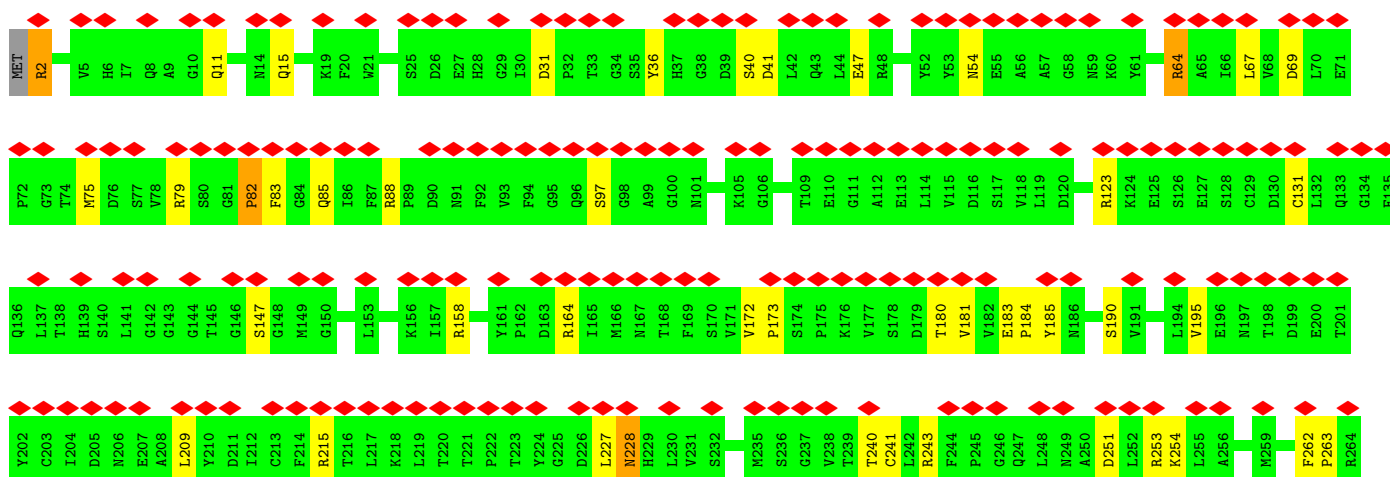 MET R2 V5 H6 I7 Q8 A9 G10 Q11 N14 Q15 K19 F20 W21 S25 D26 E27 H28 G29 I30 D31 P32 T33 G34 S35 Y36 H37 G38 D39 S40 D41 L42 Q43 L44 E47 R48 Y52 Y53 N54 E55 A56 A57 G58 N59 K60 Y61 R64 A65 I66 L67 V68 D69 L70 E71
P72 G73 T74 M75 D76 S77 V78 R79 S80 G81 P82 F83 G84 Q85 I86 F87 R88 P89 D90 N91 F92 V93 F94 G95 Q96 S97 G98 A99 G100 N101 K105 G106 T109 E110 G111 A112 E113 L114 V115 D116 S117 V118 L119 D120 R123 K124 E125 S126 E127 S128 C129 D130 C131 L132 Q133 G134
Q136 L137 T138 H139 S140 L141 G142 G143 G144 T145 G146 S147 G148 M149 G150 L153 K156 I157 R158 Y161 P162 D163 R164 I165 M166 N167 T168 F169 S170 V171 V172 P173 S174 P175 K176 V177 S178 D179 T180 V181 V182 E183 P184 Y185 N186 S190 V191 L194 V195 E196 N197 T198 D199 E200 T201
Y202 C203 I204 D205 N206 E207 A208 L209 Y210 D211 I212 C213 F214 R215 T216 L217 K218 L219 T220 T221 P222 T223 Y224 G225 D226 L227 N228 H229 L230 V231 S232 M235 S236 G237 V238 T239 T240 C241 L242 R243 F244 P245 G246 Q247 L248 N249 A250 D251 L252 R253 K254 L255 A256 M259 F262 P263 R264